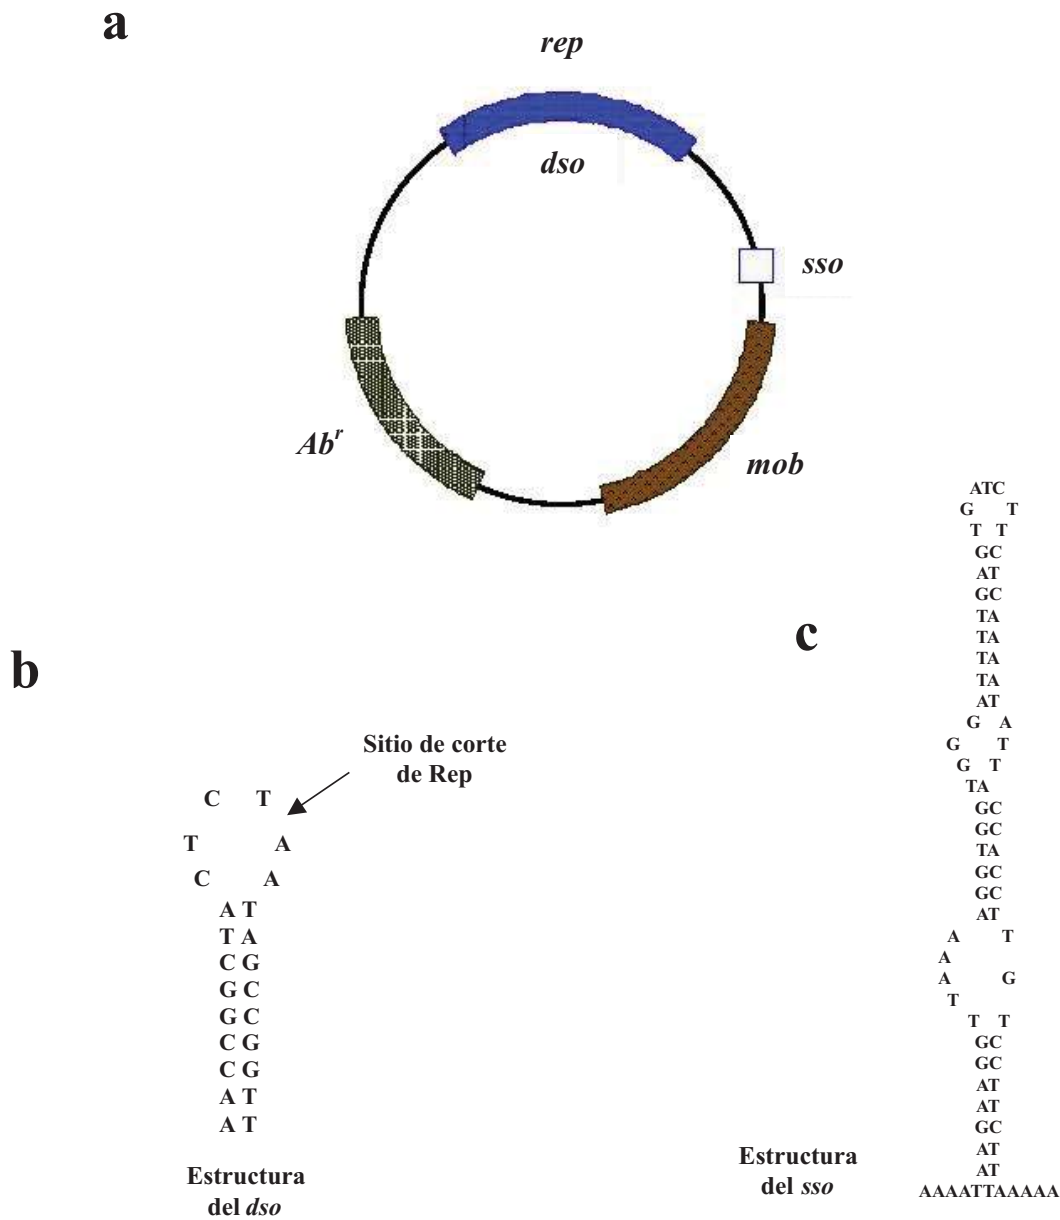 a
rep
dso
sso
Abʳ
mob
b
Sitio de corte
de Rep
C T
T A
C A
A T
T A
C G
G C
G C
C G
C G
A T
A T
Estructura
del dso
c
ATC
G T
T T
GC
AT
GC
TA
TA
TA
TA
AT
G A
G T
G T
TA
GC
GC
TA
GC
GC
AT
A T
A
A G
T
T T
GC
GC
AT
AT
GC
AT
AT
AAAATTAAAAA
Estructura
del sso